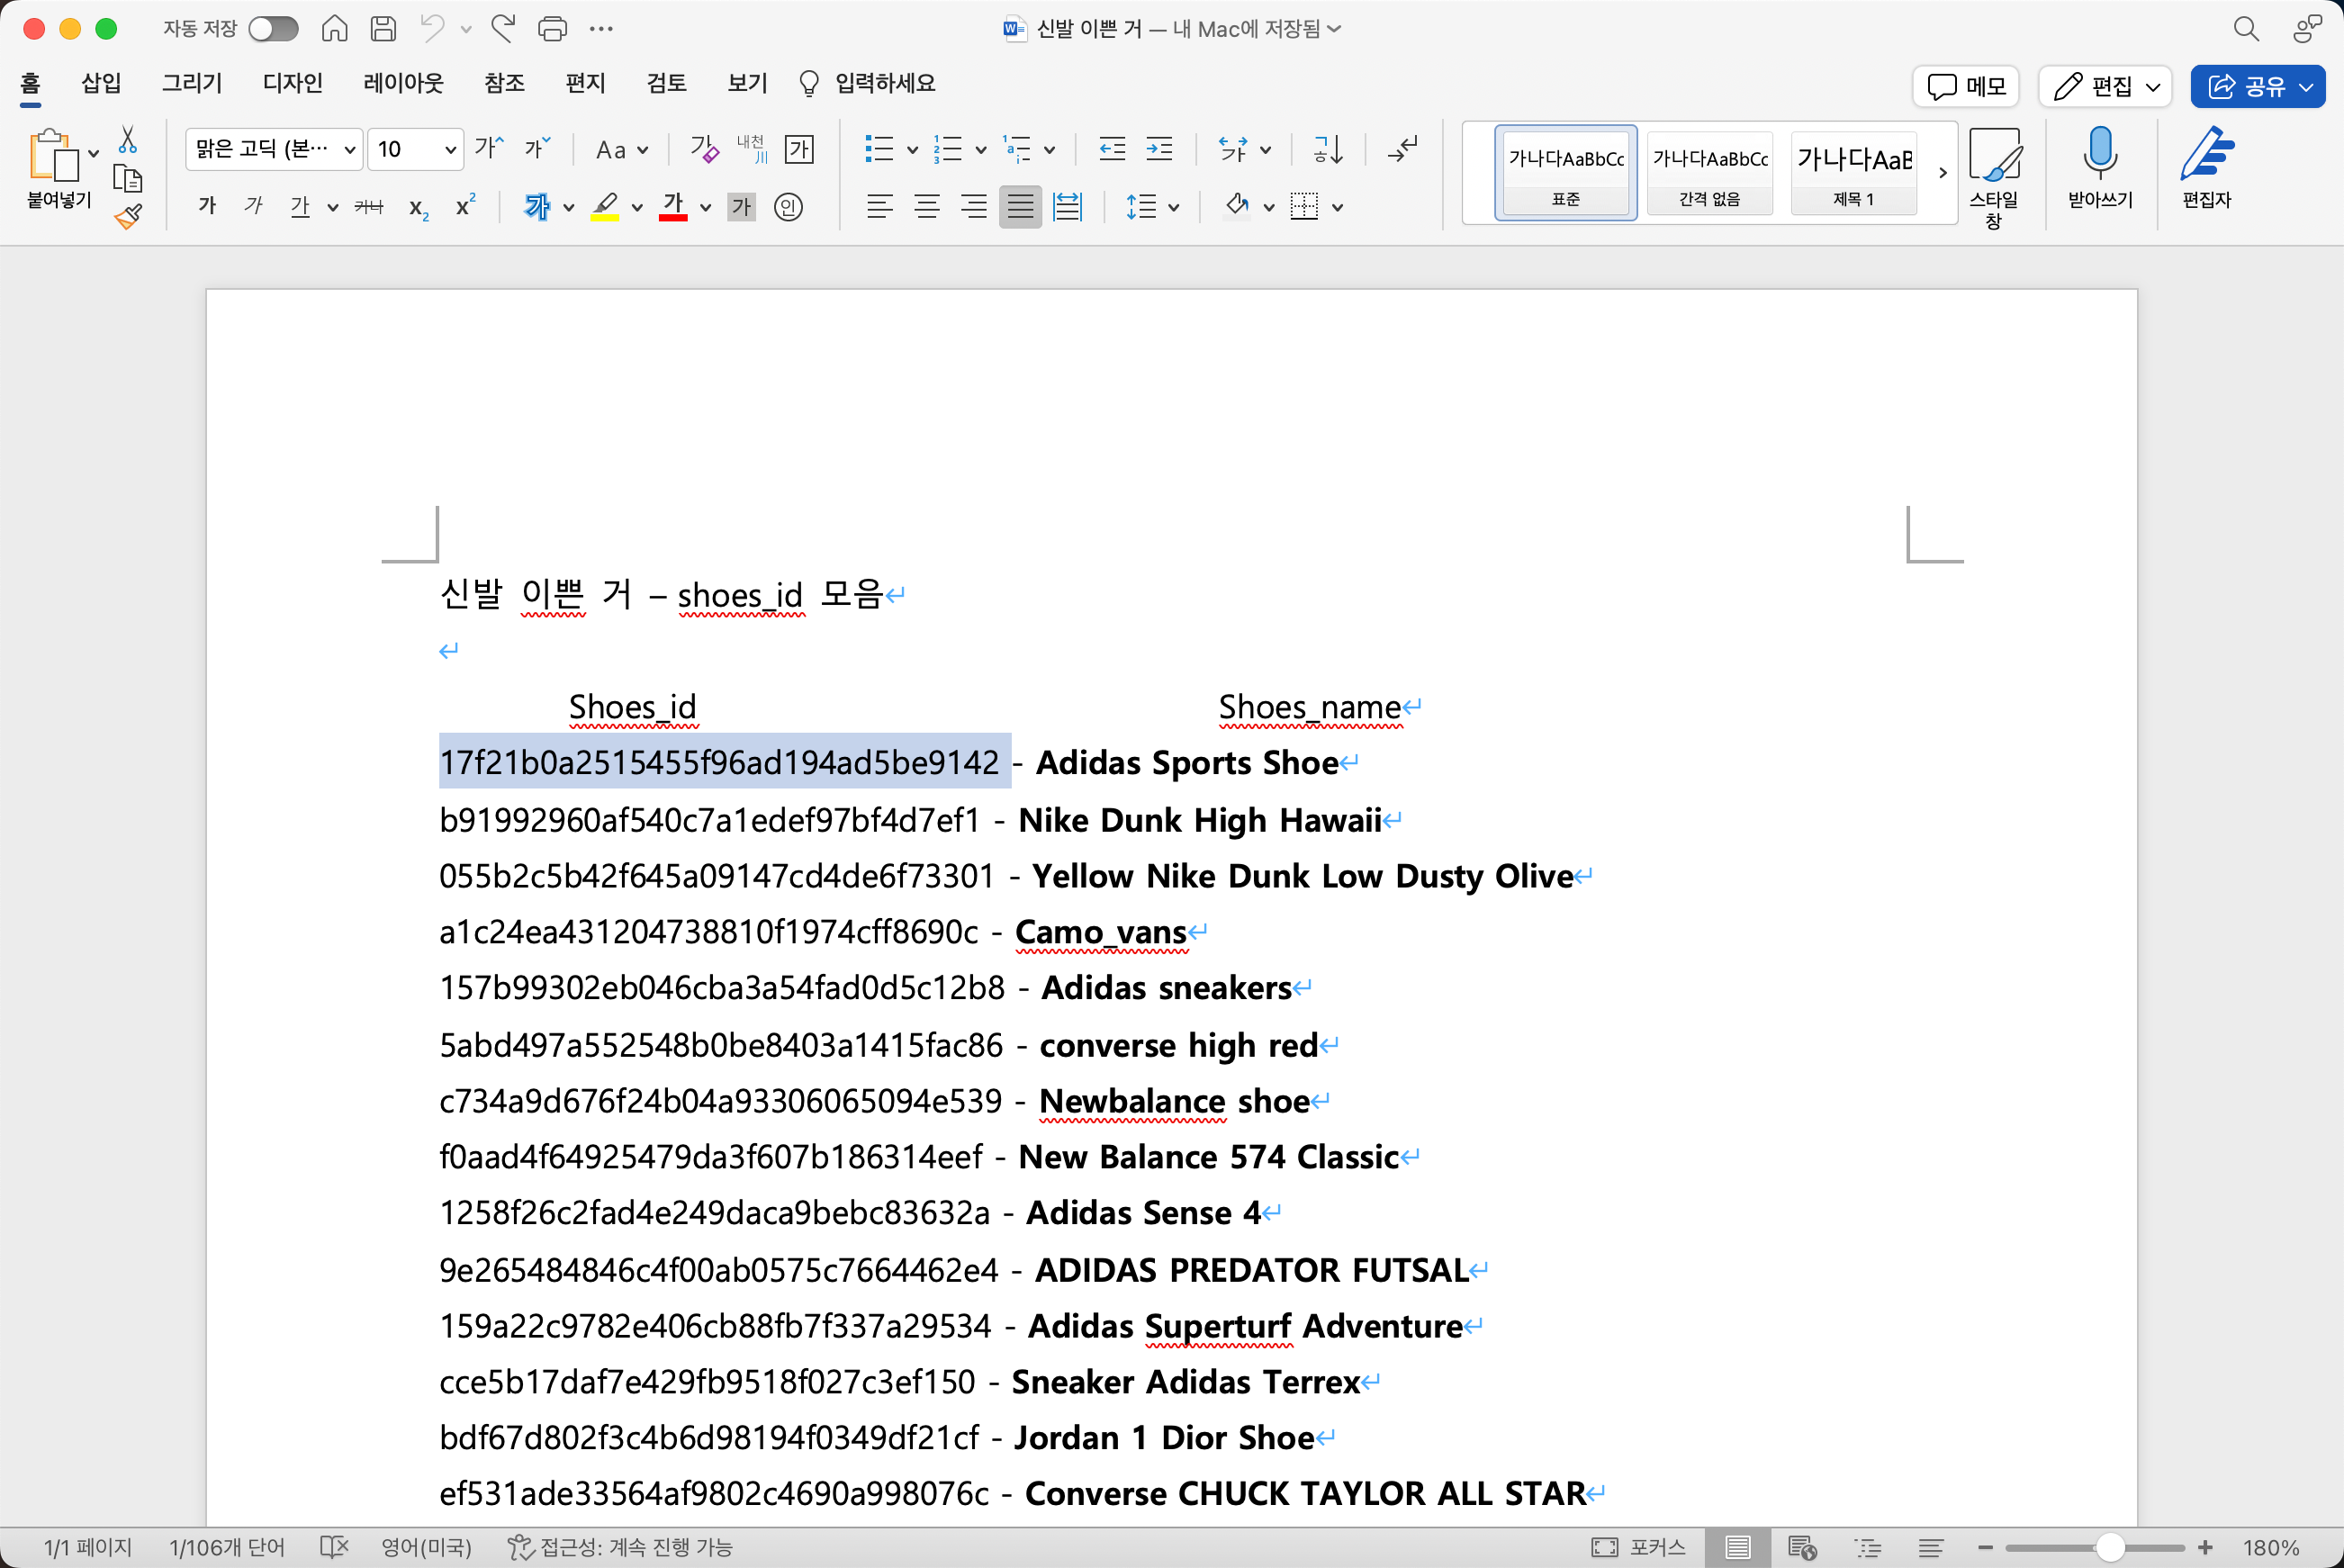 자동 저장
신발 이쁜 거 — 내 Mac에 저장됨
홈 삽입 그리기 디자인 레이아웃 참조 편지 검토 보기 입력하세요 메모 편집 공유
붙여넣기
맑은 고딕 (본… 10
가나다AaBbCc 가나다AaBbCc 가나다AaB
표준 간격 없음 제목 1
스타일 창
받아쓰기
편집자
신발 이쁜 거 – shoes_id 모음
Shoes_id Shoes_name
17f21b0a2515455f96ad194ad5be9142 - Adidas Sports Shoe
b91992960af540c7a1edef97bf4d7ef1 - Nike Dunk High Hawaii
055b2c5b42f645a09147cd4de6f73301 - Yellow Nike Dunk Low Dusty Olive
a1c24ea431204738810f1974cff8690c - Camo_vans
157b99302eb046cba3a54fad0d5c12b8 - Adidas sneakers
5abd497a552548b0be8403a1415fac86 - converse high red
c734a9d676f24b04a93306065094e539 - Newbalance shoe
f0aad4f64925479da3f607b186314eef - New Balance 574 Classic
1258f26c2fad4e249daca9bebc83632a - Adidas Sense 4
9e265484846c4f00ab0575c7664462e4 - ADIDAS PREDATOR FUTSAL
159a22c9782e406cb88fb7f337a29534 - Adidas Superturf Adventure
cce5b17daf7e429fb9518f027c3ef150 - Sneaker Adidas Terrex
bdf67d802f3c4b6d98194f0349df21cf - Jordan 1 Dior Shoe
ef531ade33564af9802c4690a998076c - Converse CHUCK TAYLOR ALL STAR
1/1 페이지 1/106개 단어 영어(미국) 접근성: 계속 진행 가능 포커스 180%